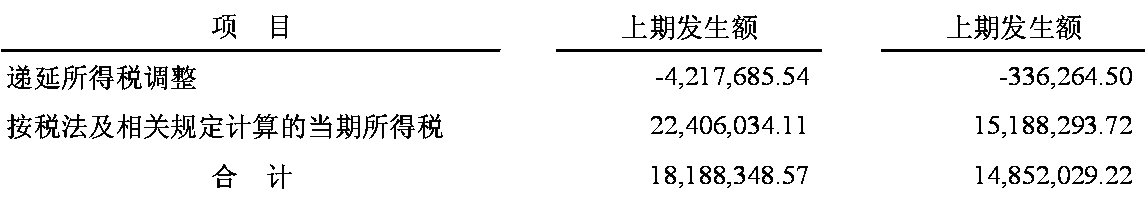 项 目 上期发生额 上期发生额
递延所得税调整 -4,217,685.54 -336,264.50
按税法及相关规定计算的当期所得税 22,406,034.11 15,188,293.72
合 计 18,188,348.57 14,852,029.22